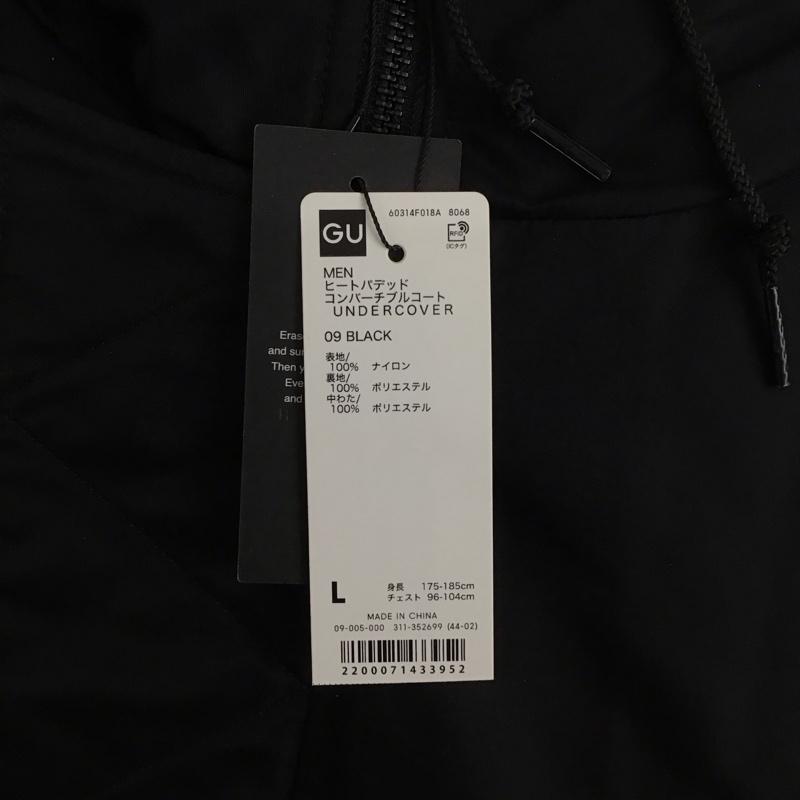 60314F018A 8068
GU
RFID
(ICタグ)
MEN
ヒートパデッド
コンバーチブルコート
UNDERCOVER
09 BLACK
表地/
100% ナイロン
裏地/
100% ポリエステル
中わた/
100% ポリエステル
and
Then
and
L
身長 175-185cm
チェスト 96-104cm
MADE IN CHINA
09-005-000 311-352699 (44-02)
2200071433952